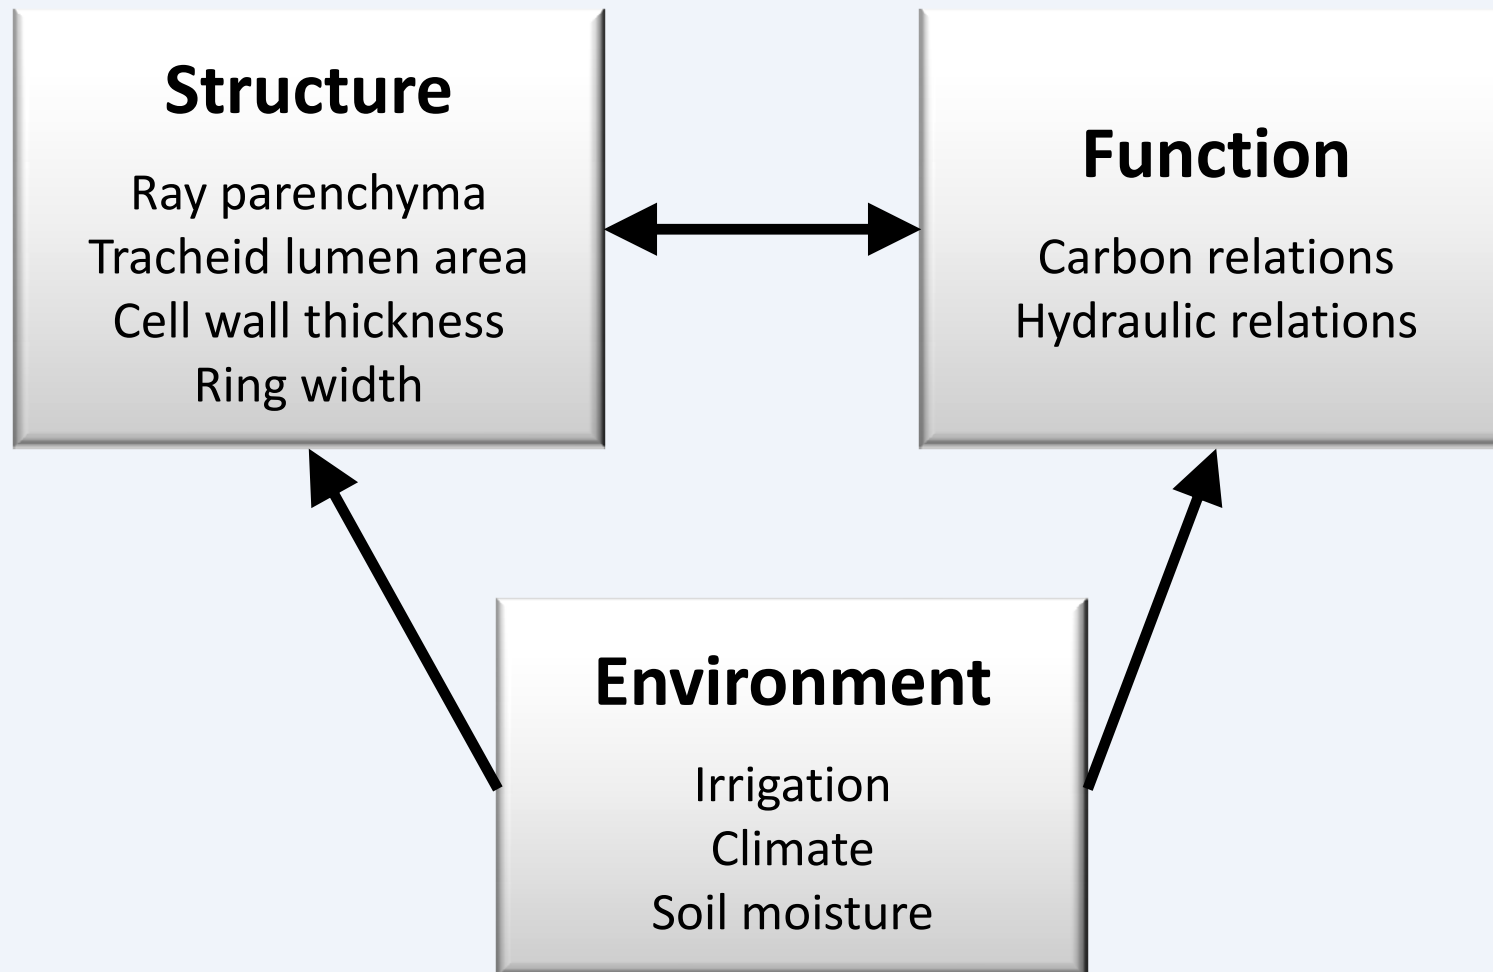 Structure
Ray parenchyma
Tracheid lumen area
Cell wall thickness
Ring width
Function
Carbon relations
Hydraulic relations
Environment
Irrigation
Climate
Soil moisture